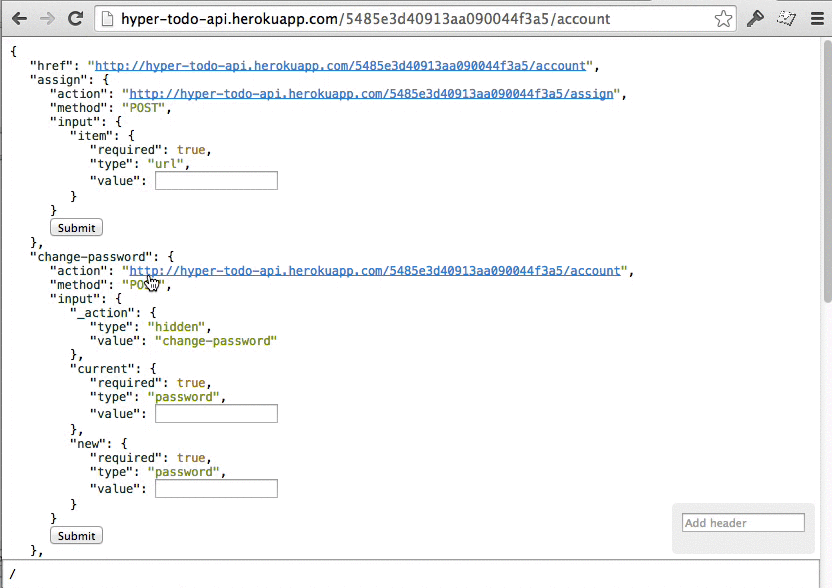 hyper-todo-api.herokuapp.com/5485e3d40913aa090044f3a5/account
{
"href": "http://hyper-todo-api.herokuapp.com/5485e3d40913aa090044f3a5/account",
"assign": {
"action": "http://hyper-todo-api.herokuapp.com/5485e3d40913aa090044f3a5/assign",
"method": "POST",
"input": {
"item": {
"required": true,
"type": "url",
"value":
}
}
Submit
},
"change-password": {
"action": "http://hyper-todo-api.herokuapp.com/5485e3d40913aa090044f3a5/account",
"method": "POST",
"input": {
"_action": {
"type": "hidden",
"value": "change-password"
},
"current": {
"required": true,
"type": "password",
"value":
},
"new": {
"required": true,
"type": "password",
"value":
}
}
Submit
},
Add header
/